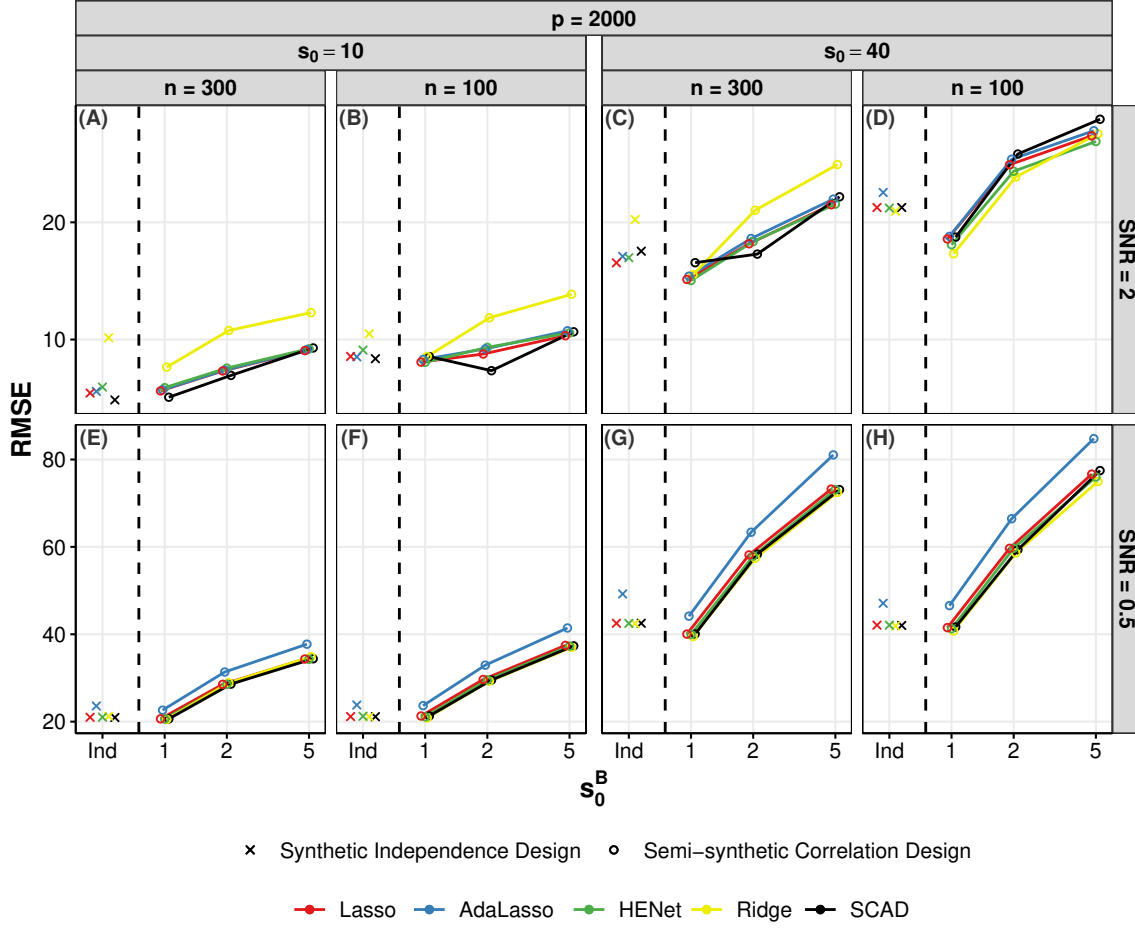 p = 2000
s0 = 10
s0 = 40
n = 300
n = 100
n = 300
n = 100
(A)
(B)
(C)
(D)
20
10
SNR = 2
RMSE
(E)
(F)
(G)
(H)
80
60
40
20
SNR = 0.5
Ind 1 2 5
Ind 1 2 5
Ind 1 2 5
Ind 1 2 5
s0^B
Synthetic Independence Design
Semi−synthetic Correlation Design
Lasso
AdaLasso
HENet
Ridge
SCAD